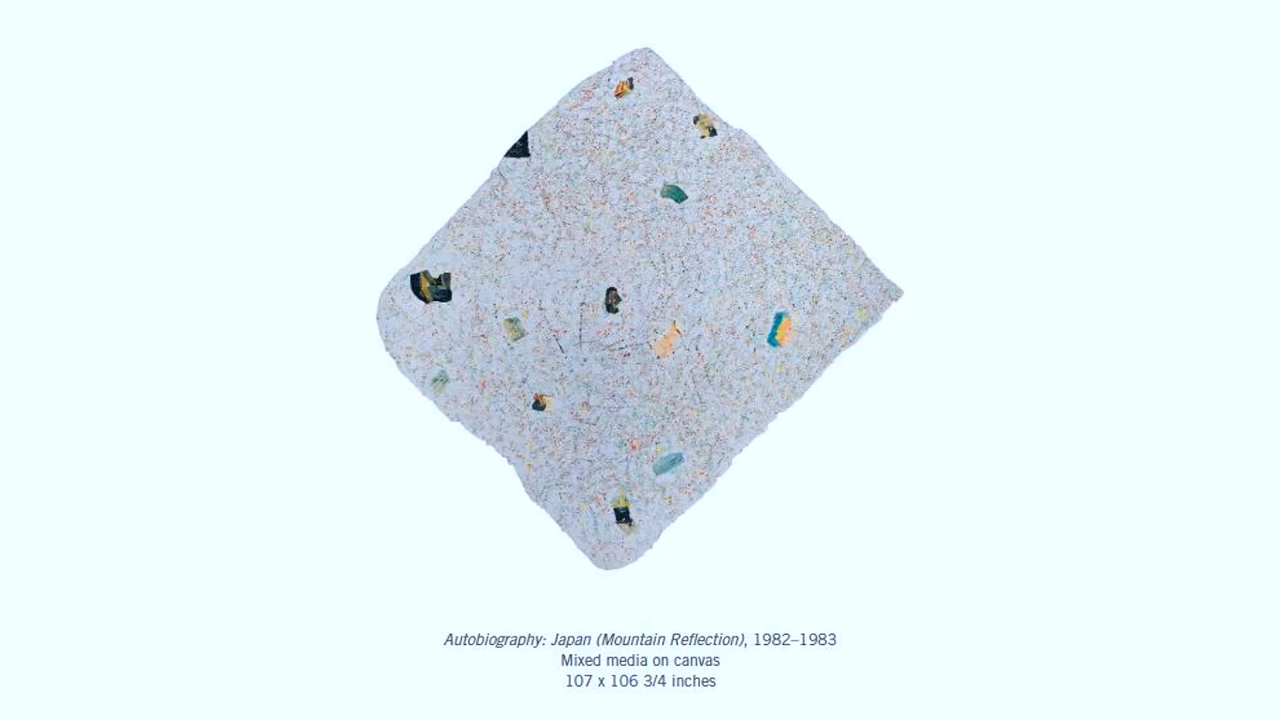 Autobiography: Japan (Mountain Reflection), 1982–1983
Mixed media on canvas
107 x 106 3/4 inches